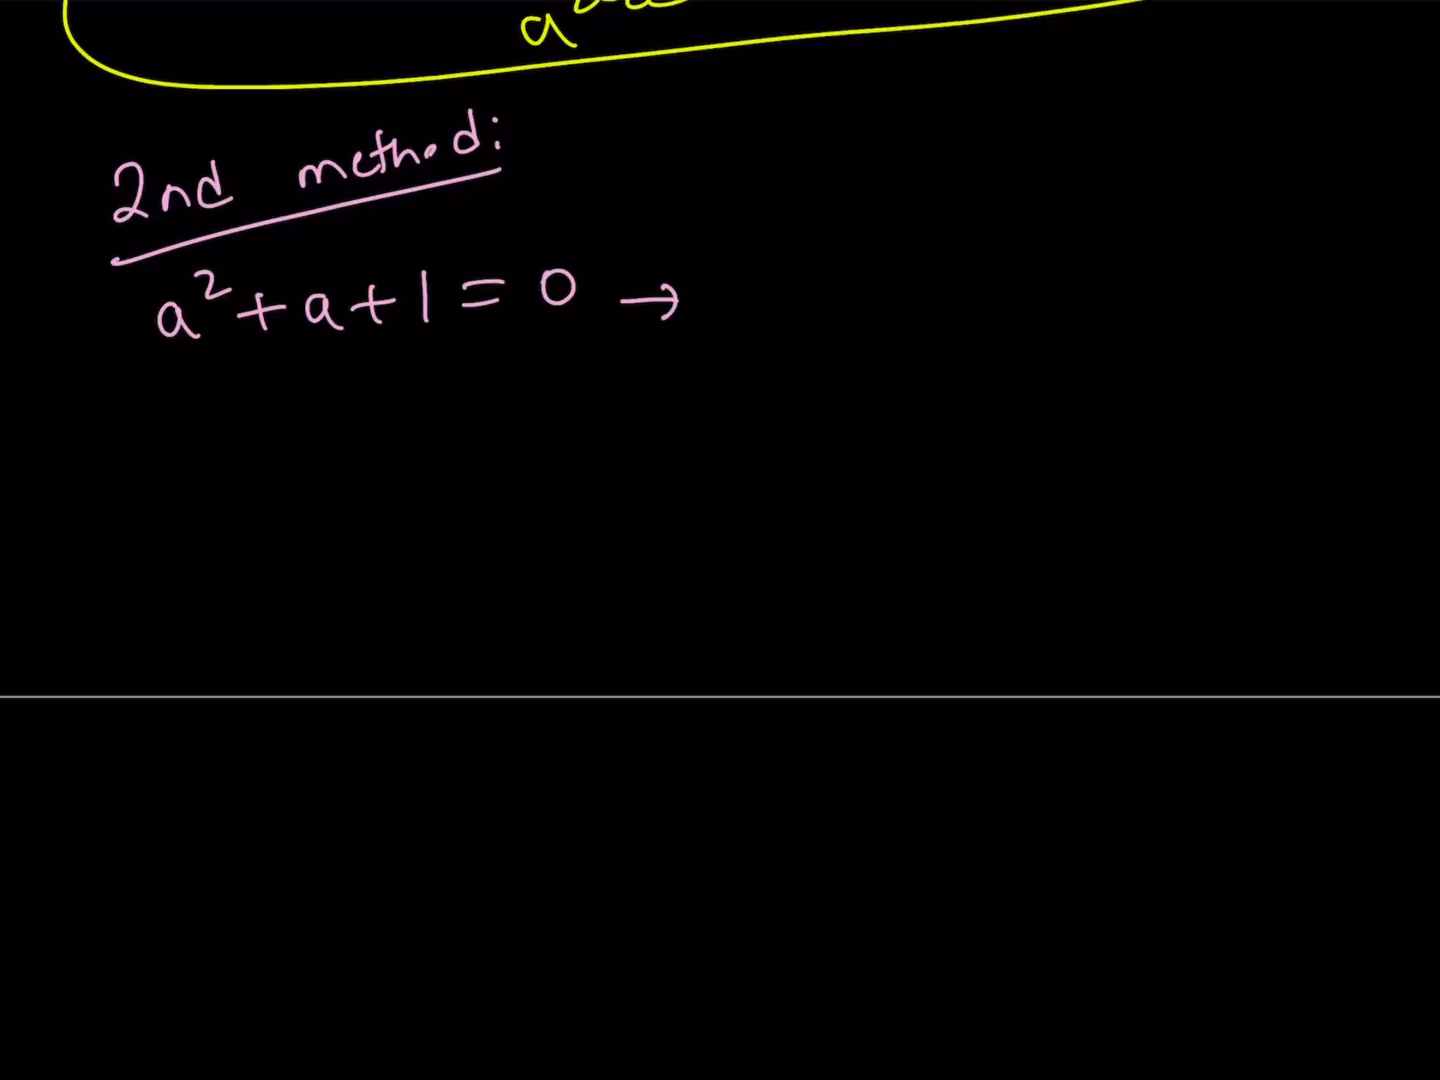 a
2nd method:
a² + a + 1 = 0 →